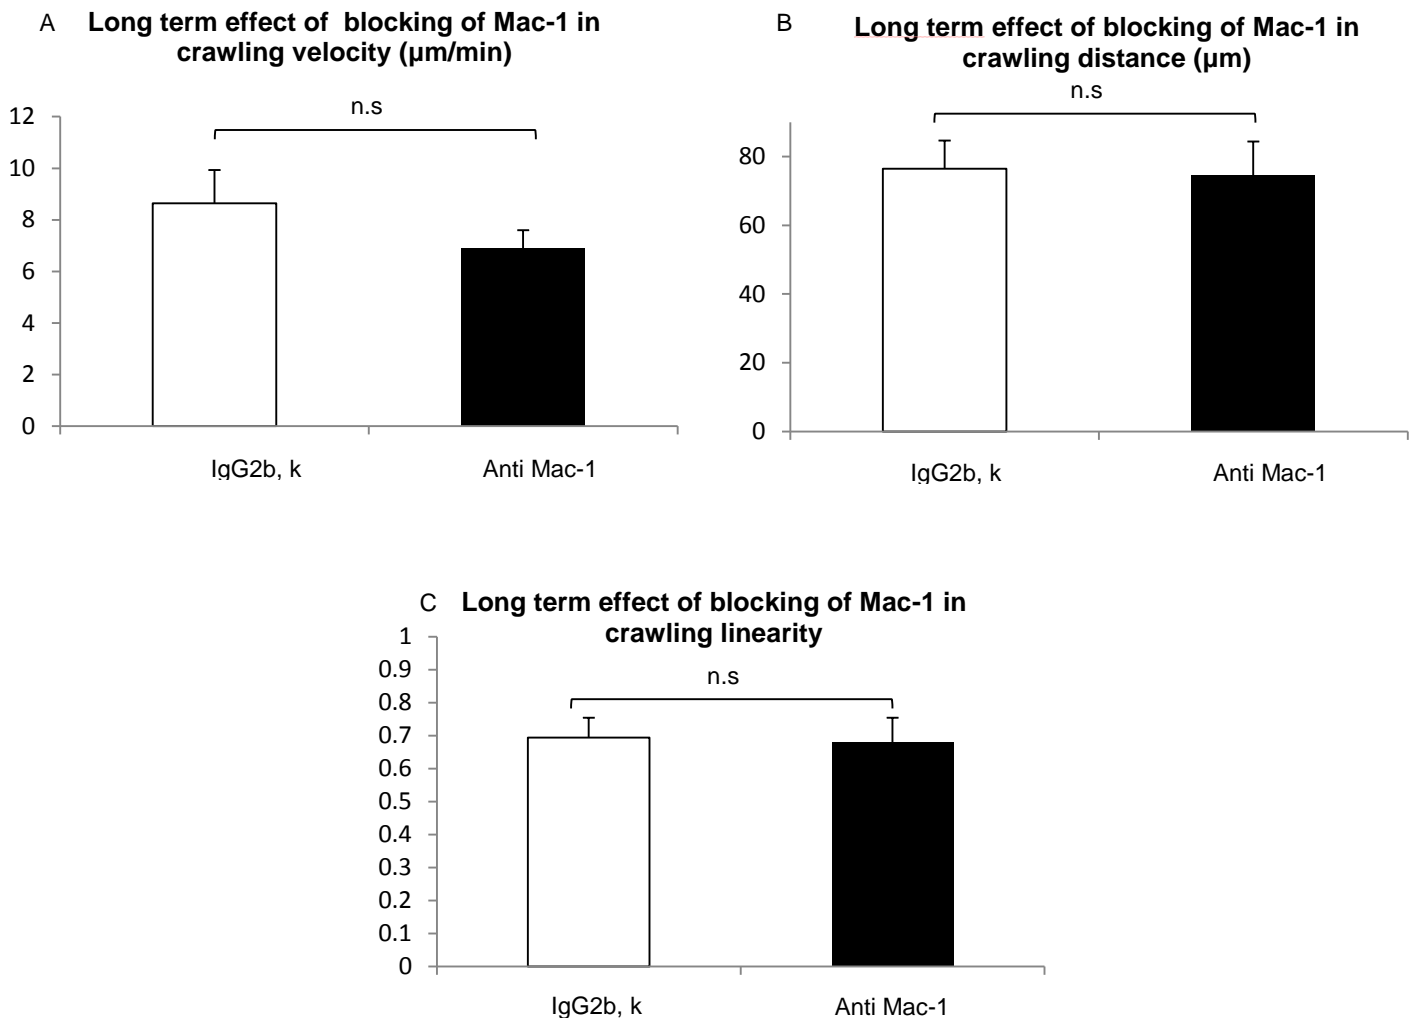 A Long term effect of  blocking of Mac-1 in
crawling velocity (µm/min)
n.s
12
10
8
6
4
2
0
IgG2b, k Anti Mac-1
B Long term effect of blocking of Mac-1 in
crawling distance (µm)
n.s
80
60
40
20
0
IgG2b, k Anti Mac-1
C Long term effect of blocking of Mac-1 in
crawling linearity
n.s
1
0.9
0.8
0.7
0.6
0.5
0.4
0.3
0.2
0.1
0
IgG2b, k Anti Mac-1